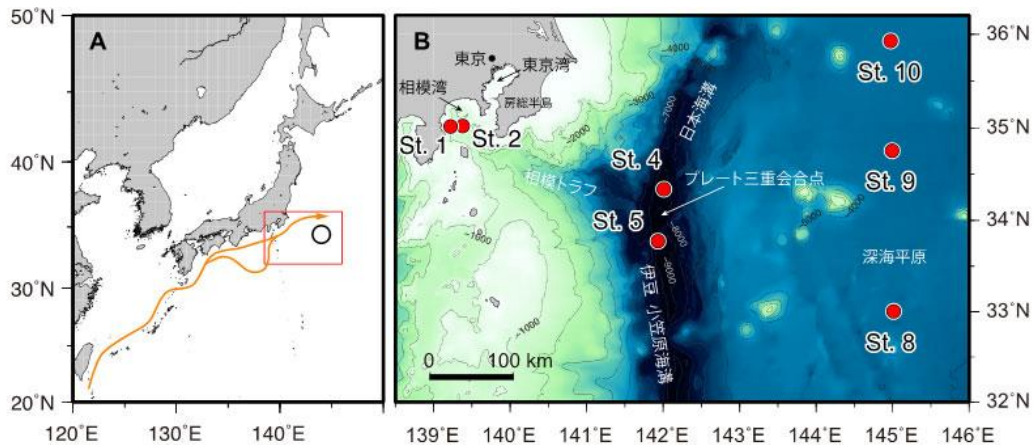 50°N
40°N
30°N
20°N
120°E
130°E
140°E
A
B
36°N
35°N
34°N
33°N
32°N
139°E
140°E
141°E
142°E
143°E
144°E
145°E
146°E
東京
東京湾
相模湾
房総半島
St. 1
St. 2
相模トラフ
日本海溝
St. 4
プレート三重会合点
St. 5
伊豆 小笠原海溝
深海平原
St. 10
St. 9
St. 8
0 100 km
-4000
-3000
-2000
-7000
-1000
-8000
-9000
-1000